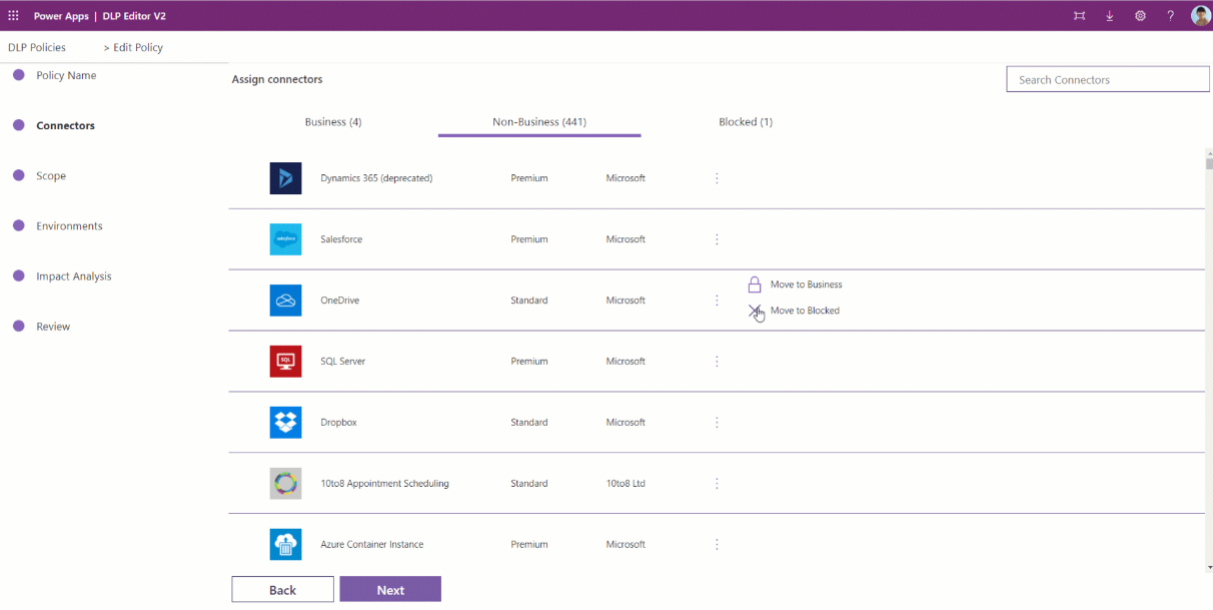 Power Apps | DLP Editor V2
?
DLP Policies > Edit Policy
Policy Name
Connectors
Scope
Environments
Impact Analysis
Review
Assign connectors
Search Connectors
Business (4) Non-Business (441) Blocked (1)
Dynamics 365 (deprecated) Premium Microsoft
salesforce
Salesforce Premium Microsoft
OneDrive Standard Microsoft
Move to Business
Move to Blocked
SQL
SQL Server Premium Microsoft
Dropbox Standard Microsoft
10to8 Appointment Scheduling Standard 10to8 Ltd
Azure Container Instance Premium Microsoft
Back Next